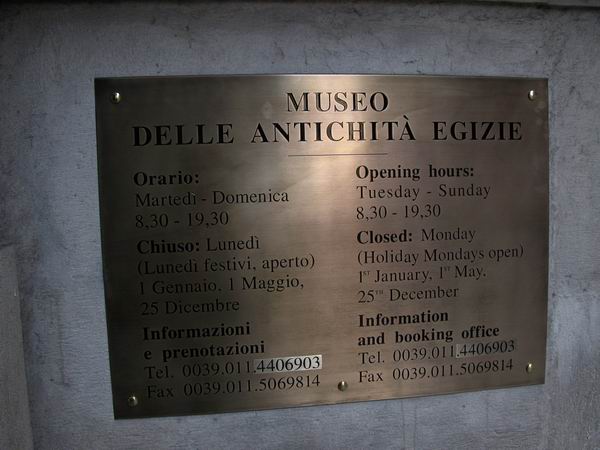 MUSEO
DELLE ANTICHITÀ EGIZIE
Orario:
Martedì - Domenica
8,30 - 19,30
Chiuso: Lunedì
(Lunedì festivi, aperto)
1 Gennaio, 1 Maggio,
25 Dicembre
Informazioni
e prenotazioni
Tel. 0039.011.4406903
Fax 0039.011.5069814
Opening hours:
Tuesday - Sunday
8,30 - 19,30
Closed: Monday
(Holiday Mondays open)
1st January, 1st May,
25TH December
Information
and booking office
Tel. 0039.011.4406903
Fax 0039.011.5069814